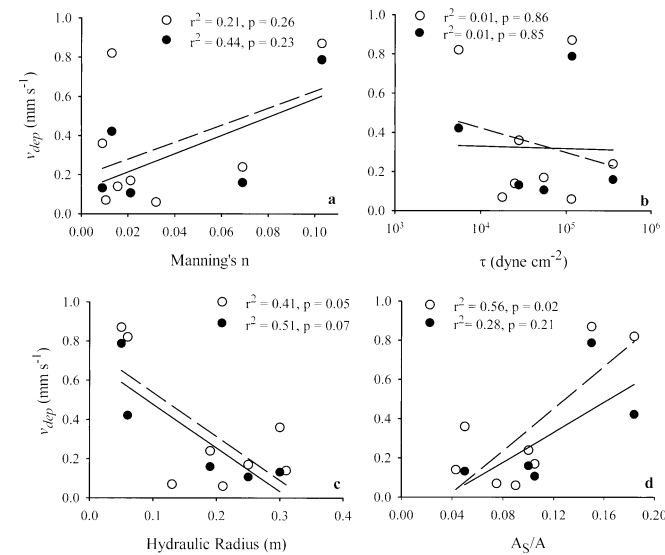 r² = 0.21, p = 0.26
r² = 0.44, p = 0.23
1.0
0.8
0.6
0.4
0.2
0.0
v_dep (mm s⁻¹)
a
0.00 0.02 0.04 0.06 0.08 0.10
Manning's n
r² = 0.01, p = 0.86
r²= 0.01, p = 0.85
1.0
0.8
0.6
0.4
0.2
0.0
b
10³ 10⁴ 10⁵ 10⁶
τ (dyne cm⁻²)
r² = 0.41, p = 0.05
r² = 0.51, p = 0.07
1.0
0.8
0.6
0.4
0.2
0.0
v_dep (mm s⁻¹)
c
0.0 0.1 0.2 0.3 0.4
Hydraulic Radius (m)
r² = 0.56, p = 0.02
r²= 0.28, p = 0.21
1.0
0.8
0.6
0.4
0.2
0.0
d
0.00 0.04 0.08 0.12 0.16 0.20
A_S/A